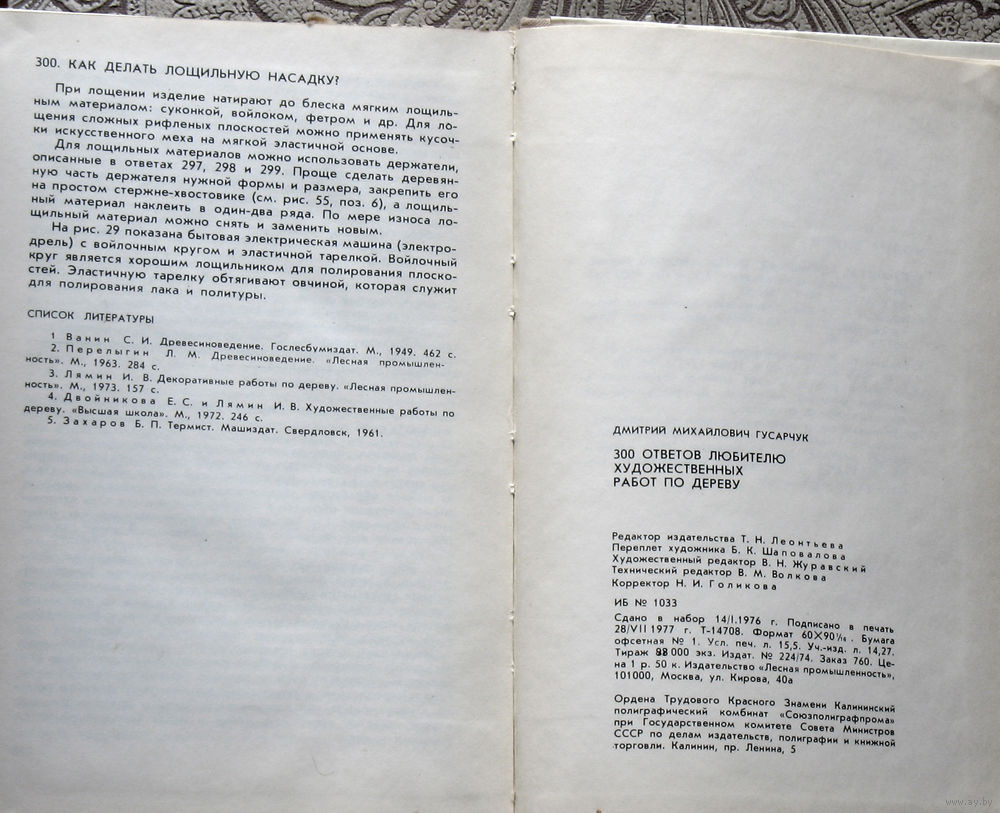 300. КАК ДЕЛАТЬ ЛОЩИЛЬНУЮ НАСАДКУ?
При лощении изделие натирают до блеска мягким лощиль-
ным материалом: суконкой, войлоком, фетром и др. Для ло-
щения сложных рифленых плоскостей можно применять кусоч-
ки искусственного меха на мягкой эластичной основе.
Для лощильных материалов можно использовать держатели,
описанные в ответах 297, 298 и 299. Проще сделать деревян-
ную часть держателя нужной формы и размера, закрепить его
на простом стержне-хвостовике (см. рис. 55, поз. 6), а лощиль-
ный материал наклеить в один-два ряда. По мере износа ло-
щильный материал можно снять и заменить новым.
На рис. 29 показана бытовая электрическая машина (электро-
дрель) с войлочным кругом и эластичной тарелкой. Войлочный
круг является хорошим лощильником для полирования плоско-
стей. Эластичную тарелку обтягивают овчиной, которая служит
для полирования лака и политуры.
СПИСОК ЛИТЕРАТУРЫ
1 Ванин С. И. Древесиноведение. Гослесбумиздат. М., 1949. 462 с.
2. Перелыгин Л. М. Древесиноведение. «Лесная промышлен-
ность». М., 1963. 284 с.
3. Лямин И. В. Декоративные работы по дереву. «Лесная промышлен-
ность». М., 1973. 157 с.
4. Двойникова Е. С. и Лямин И. В. Художественные работы по
дереву. «Высшая школа». М., 1972. 246 с.
5. Захаров Б. П. Термист. Машиздат. Свердловск, 1961.
ДМИТРИЙ МИХАЙЛОВИЧ ГУСАРЧУК
300 ОТВЕТОВ ЛЮБИТЕЛЮ
ХУДОЖЕСТВЕННЫХ
РАБОТ ПО ДЕРЕВУ
Редактор издательства Т. Н. Леонтьева
Переплет художника Б. К. Шаповалова
Художественный редактор В. Н. Журавский
Технический редактор В. М. Волкова
Корректор Н. И. Голикова
ИБ № 1033
Сдано в набор 14/I.1976 г. Подписано в печать
28/VII 1977 г. Т-14708. Формат 60X90 1/16. Бумага
офсетная № 1. Усл. печ. л. 15,5. Уч.-изд. л. 14,27.
Тираж 88 000 экз. Издат. № 224/74. Заказ 760. Це-
на 1 р. 50 к. Издательство «Лесная промышленность»,
101000, Москва, ул. Кирова, 40а
Ордена Трудового Красного Знамени Калининский
полиграфический комбинат «Союзполиграфпрома»
при Государственном комитете Совета Министров
СССР по делам издательств, полиграфии и книжной
торговли. Калинин, пр. Ленина, 5
www.ay.by